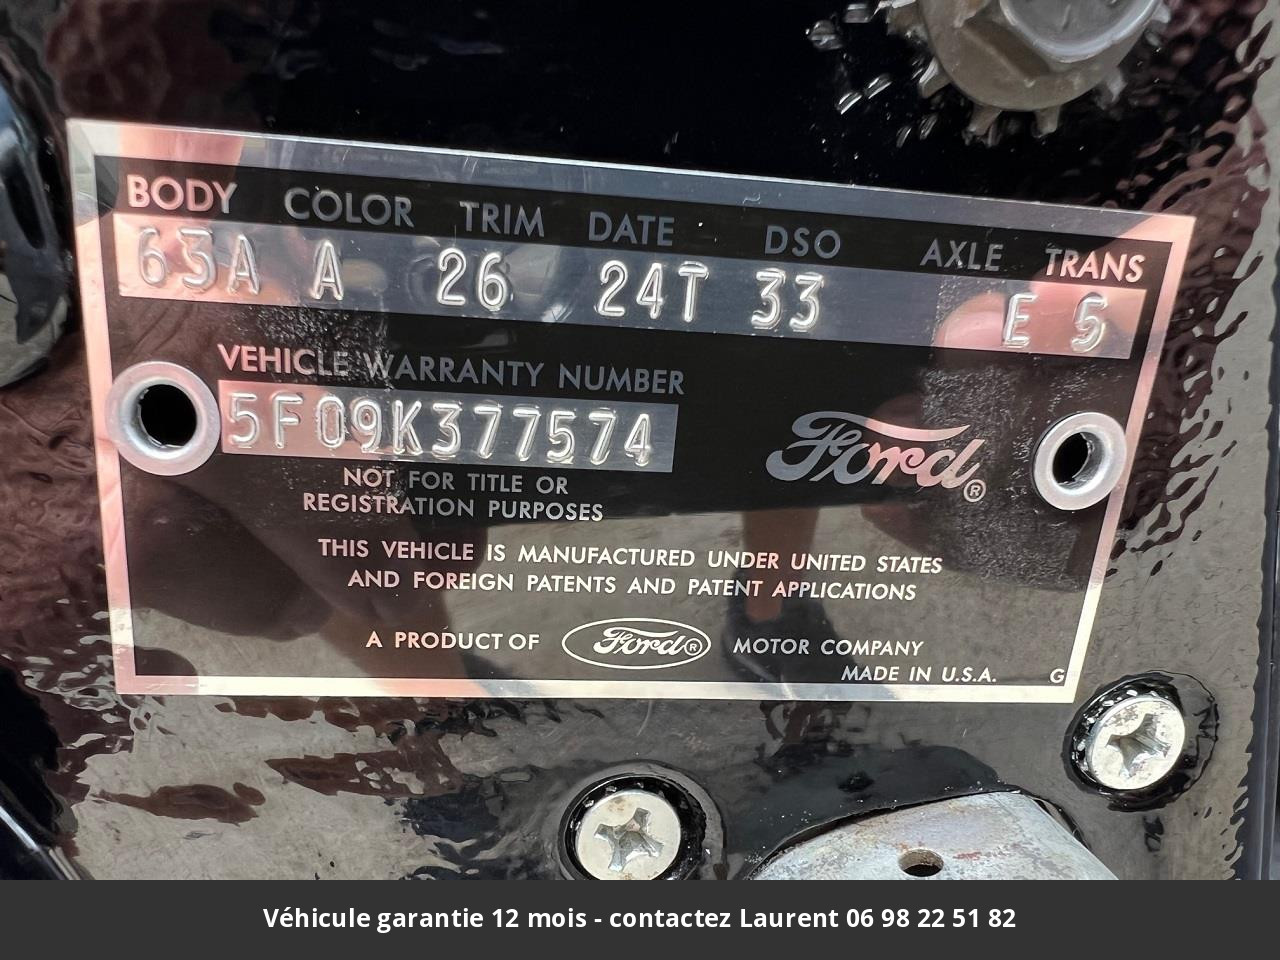 BODY COLOR TRIM DATE DSO AXLE TRANS
63A A 26 24T 33 E 5
VEHICLE WARRANTY NUMBER
5F09K377574
Ford®
NOT FOR TITLE OR
REGISTRATION PURPOSES
THIS VEHICLE IS MANUFACTURED UNDER UNITED STATES
AND FOREIGN PATENTS AND PATENT APPLICATIONS
A PRODUCT OF Ford® MOTOR COMPANY
MADE IN U.S.A. G
Véhicule garantie 12 mois - contactez Laurent 06 98 22 51 82